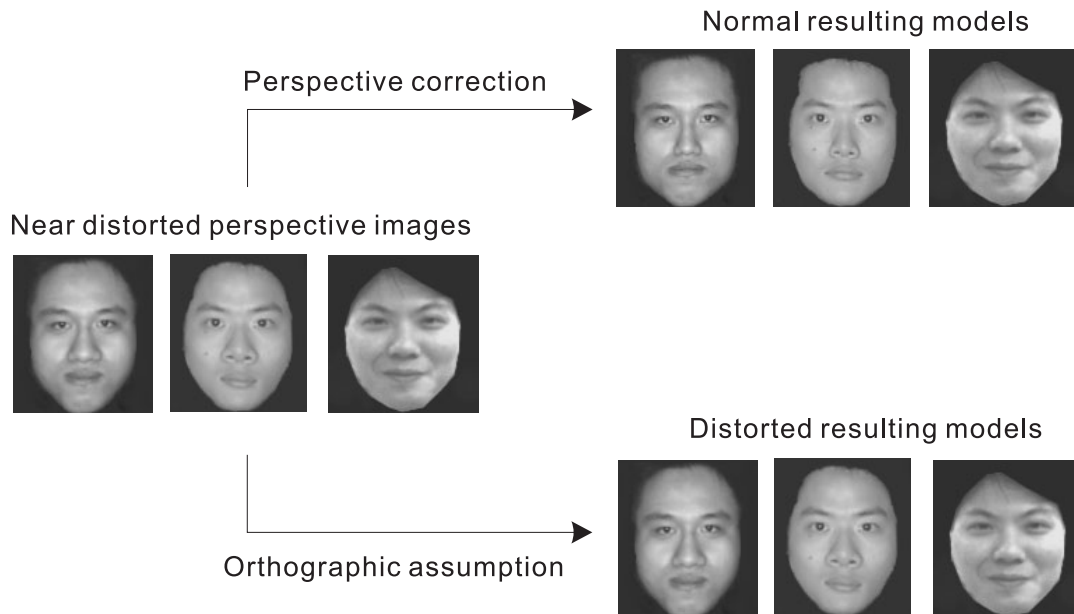 Normal resulting models
Perspective correction
Near distorted perspective images
Distorted resulting models
Orthographic assumption